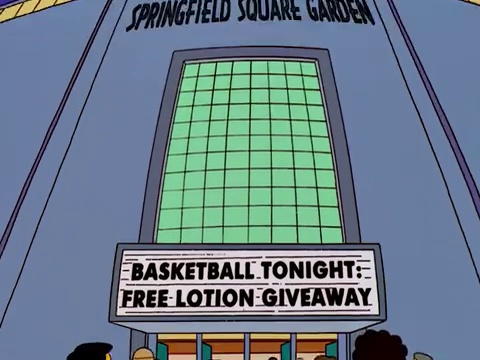 SPRINGFIELD SQUARE GARDEN
BASKETBALL TONIGHT:
FREE LOTION GIVEAWAY